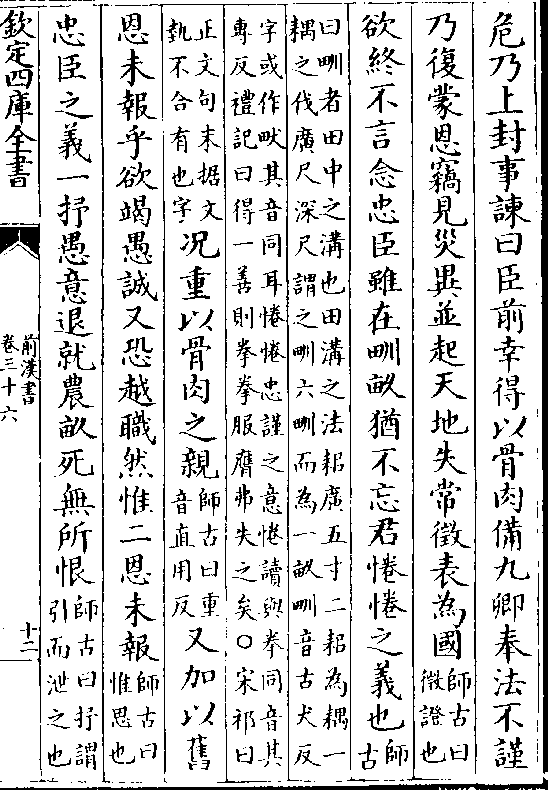 危乃上封事諫曰臣前幸得以骨肉備九卿奉法不謹
乃復蒙恩竊見災異並起天地失常徵表為國師古曰徵證也
欲終不言念忠臣雖在甽畝猶不忘君惓惓之義也師古
曰甽者田中之溝也田溝之法耜廣五寸二耜為耦一
耦之伐廣尺深尺謂之甽六甽而為一畝甽音古犬反
字或作畎其音同耳惓惓忠謹之意惓讀與拳同音其
專反禮記曰得一善則拳拳服膺弗失之矣○宋祁曰
正文句末据文埶不合有也字況重以骨肉之親師古曰重音直用反又加以舊
恩未報乎欲竭愚誠又恐越職然惟二恩未報師古曰惟思也
忠臣之義一抒愚意退就農畝死無所恨師古曰抒謂引而泄之也
欽定四庫全書
前漢書
卷三十六
十二